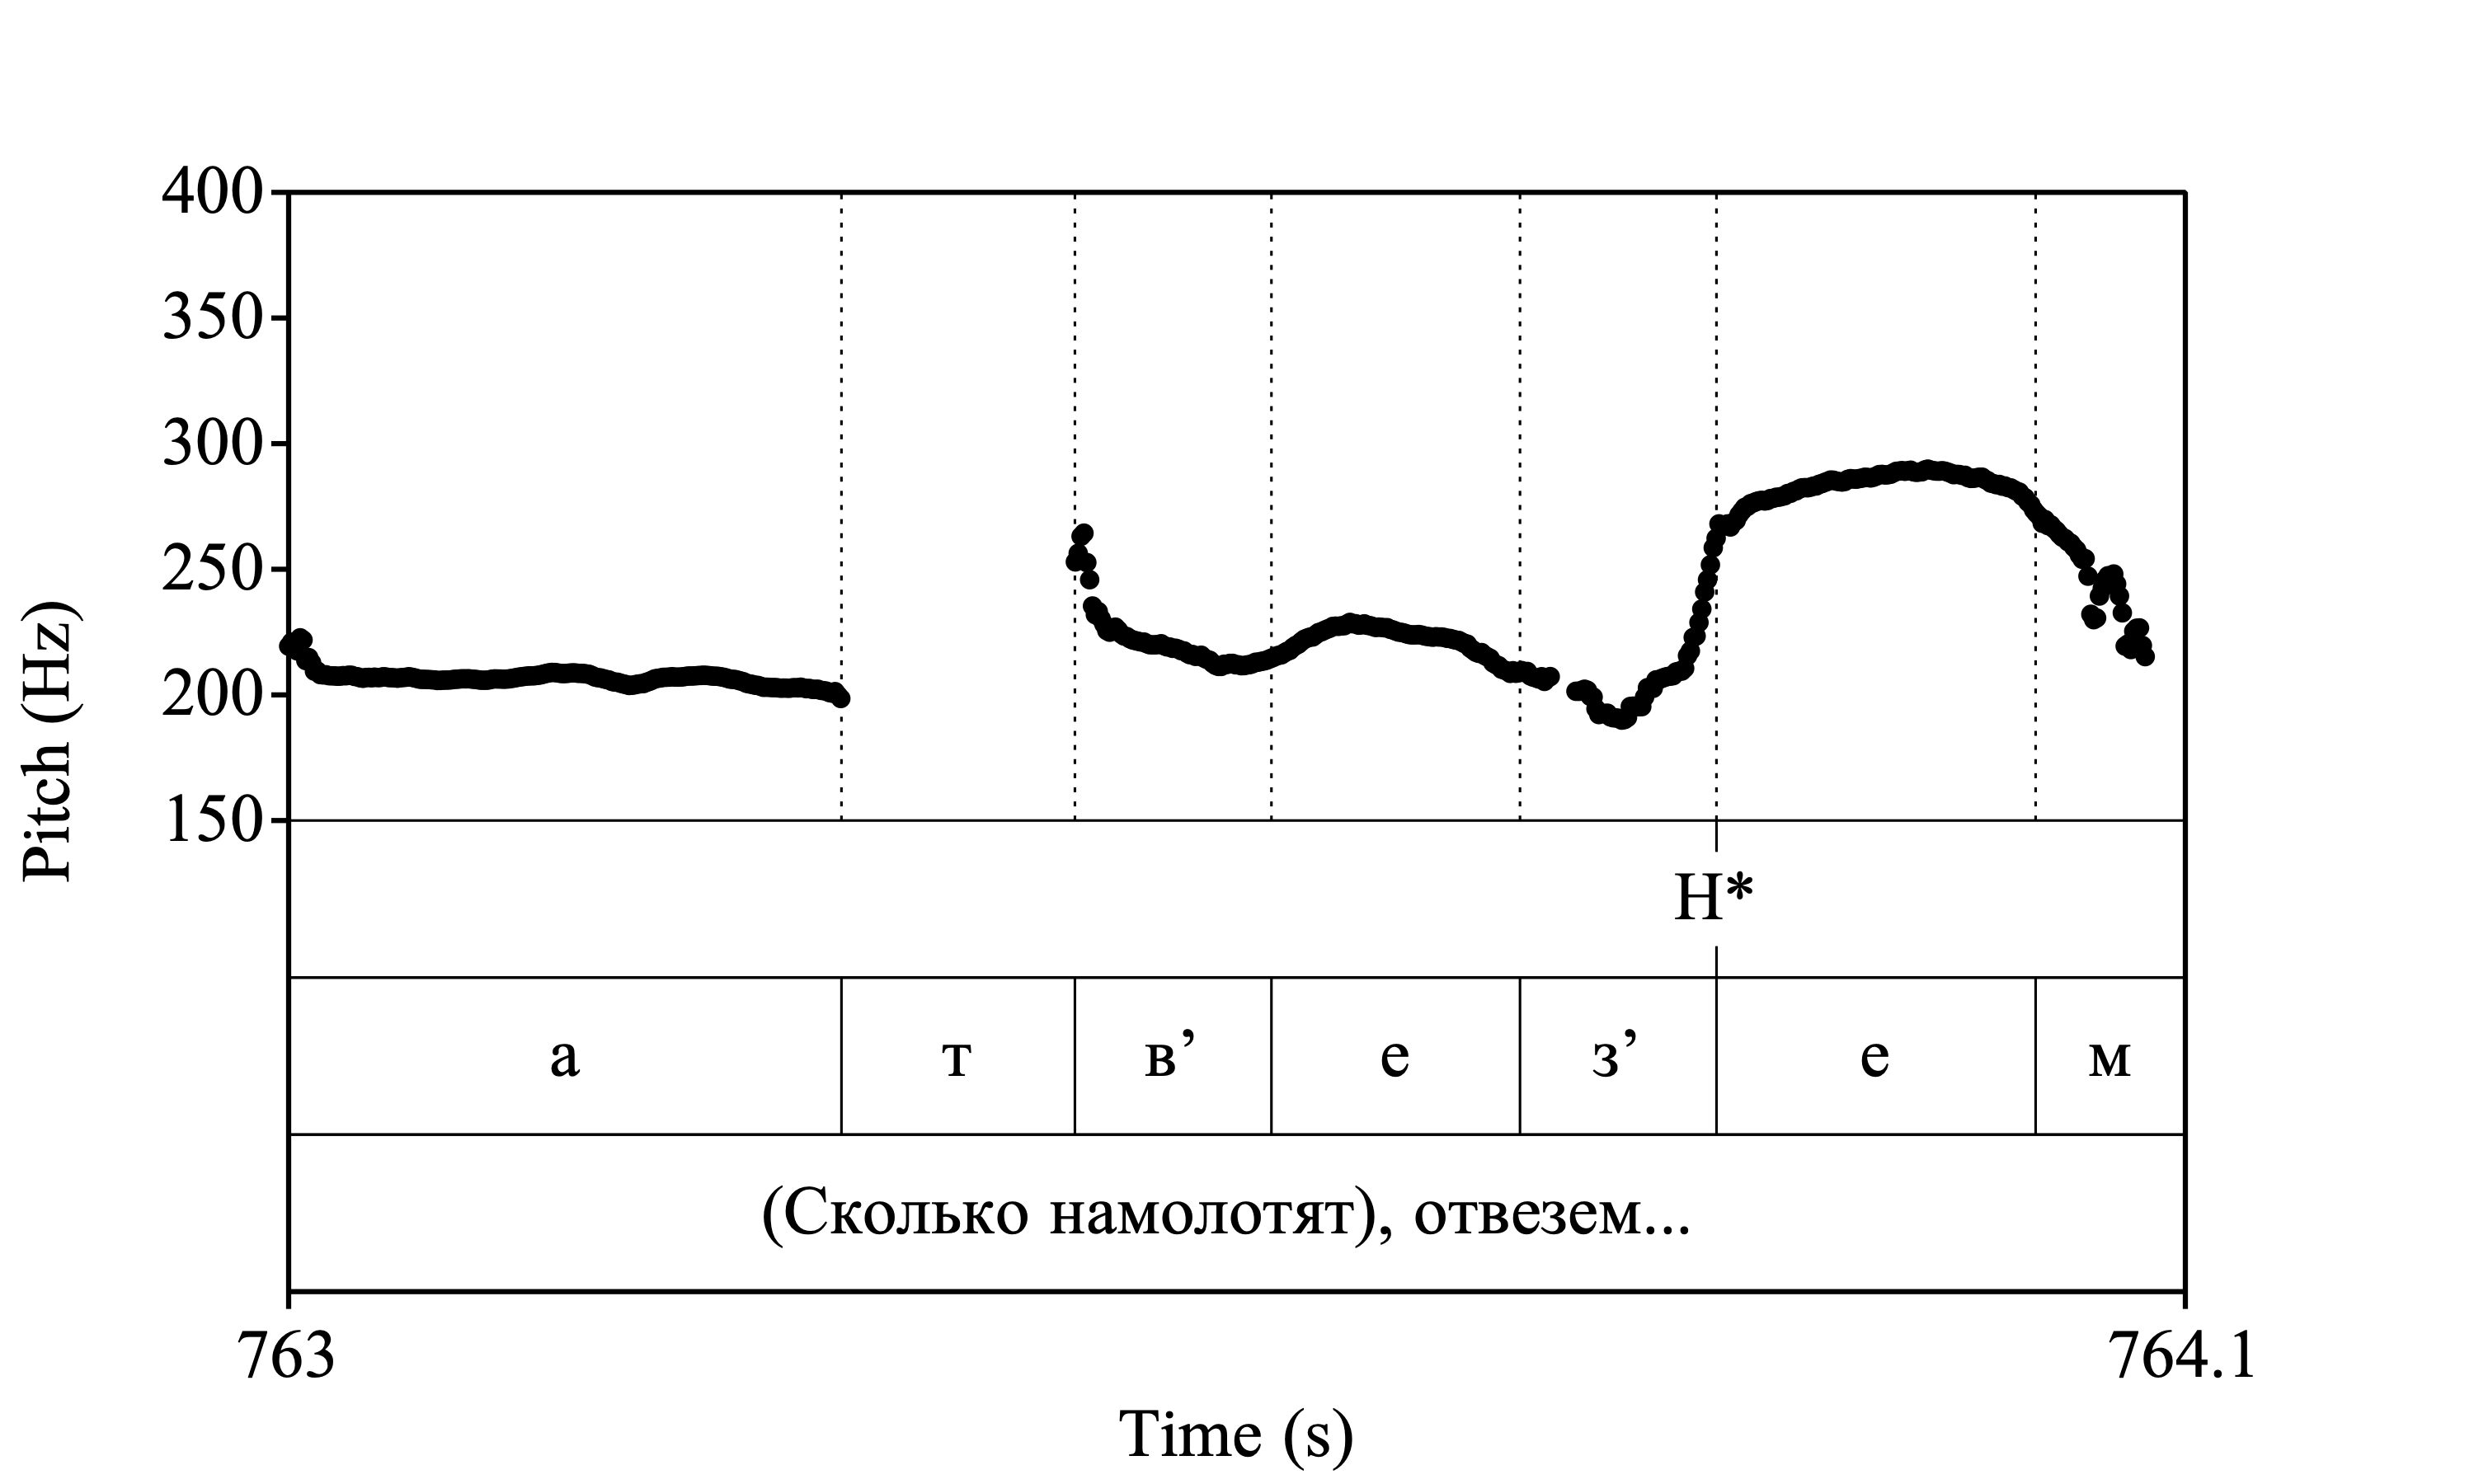 400
350
300
250
200
150
Pitch (Hz)
H*
а т в’ е з’ е м
(Сколько намолотят), отвезем...
763 764.1
Time (s)